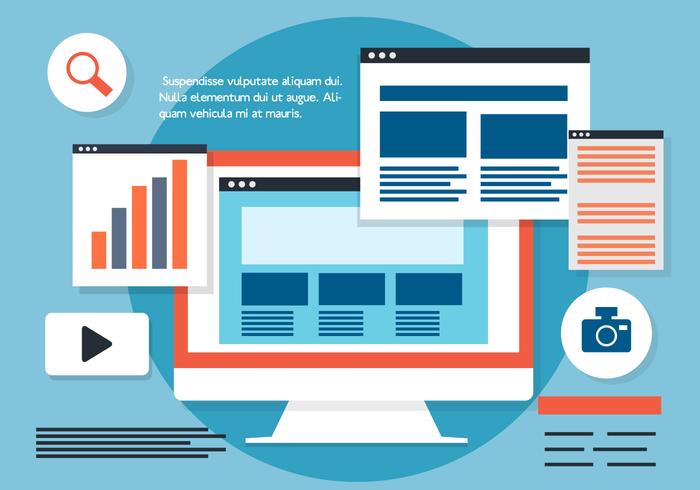 Suspendisse vulputate aliquam dui.
Nulla elementum dui ut augue. Ali-
quam vehicula mi at mauris.